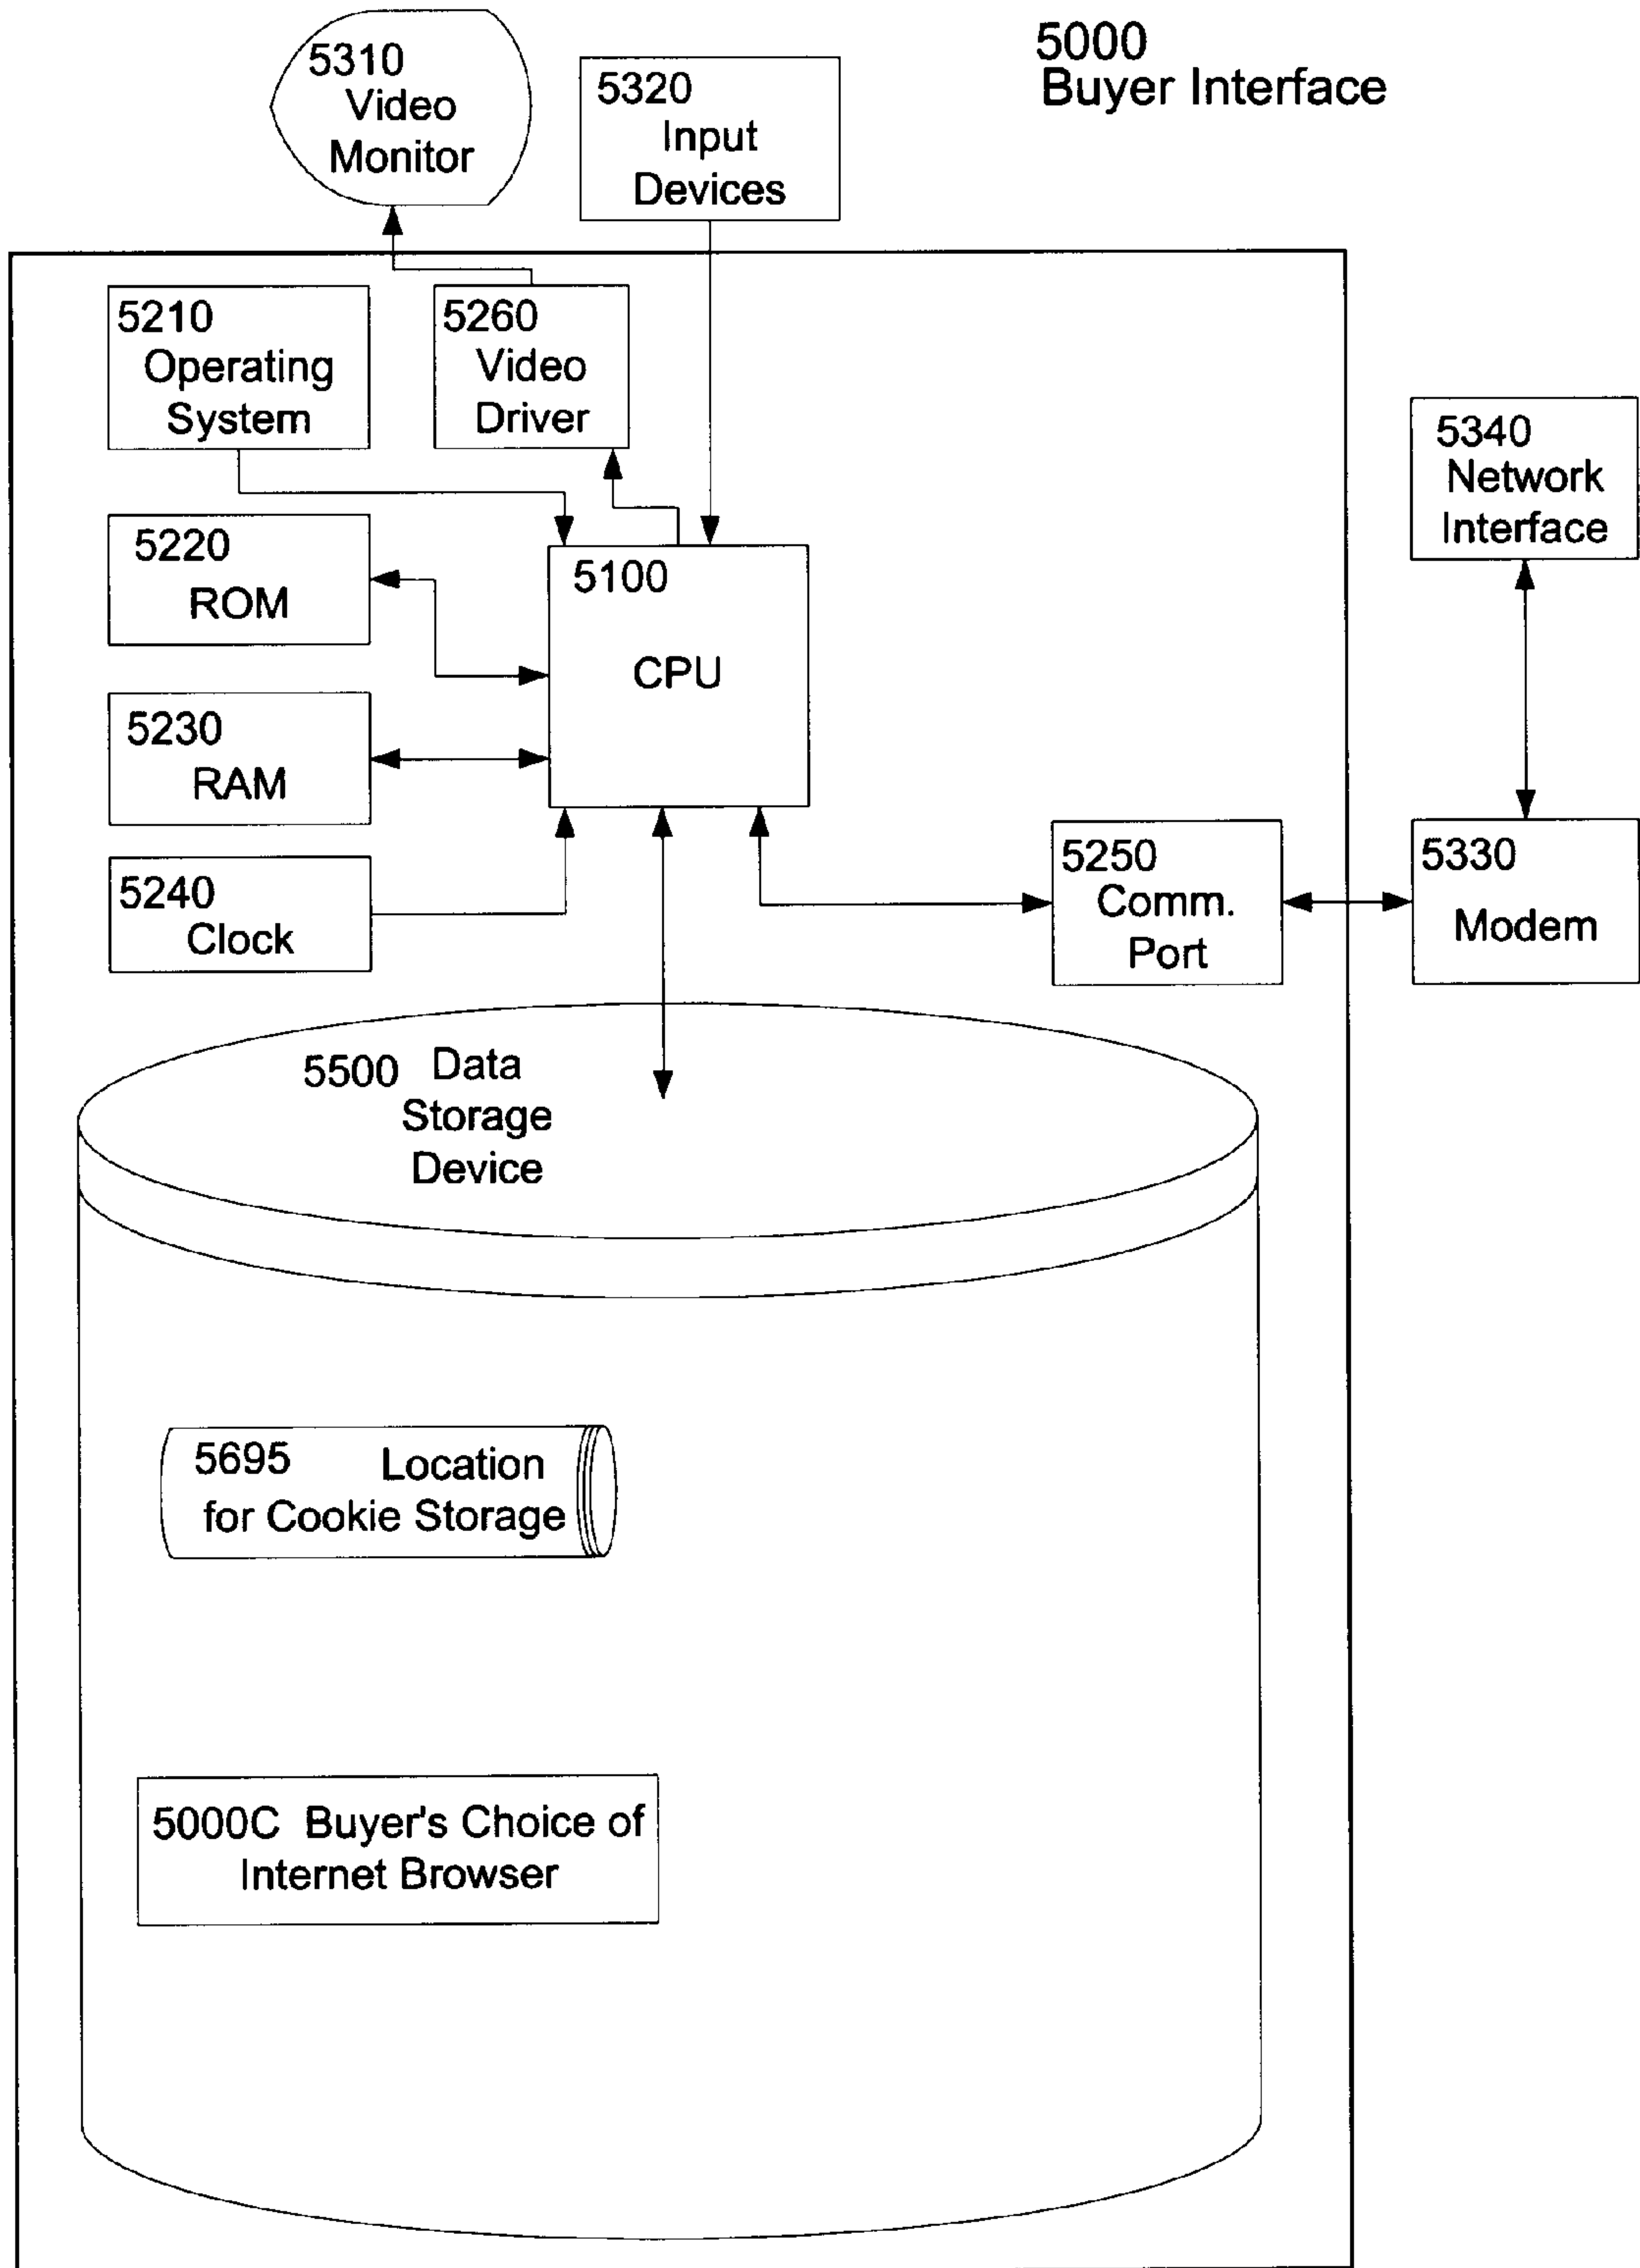 5000
Buyer Interface
5310
Video
Monitor
5320
Input
Devices
5210
Operating
System
5260
Video
Driver
5340
Network
Interface
5220
ROM
5100
CPU
5230
RAM
5240
Clock
5250
Comm.
Port
5330
Modem
5500 Data
Storage
Device
5695 Location
for Cookie Storage
5000C Buyer's Choice of
Internet Browser